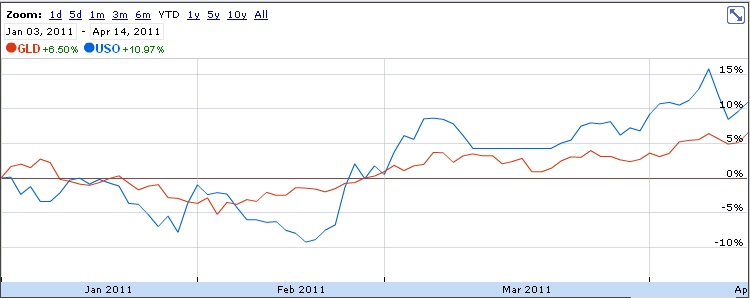 Zoom: 1d 5d 1m 3m 6m YTD 1y 5y 10y All
Jan 03, 2011 - Apr 14, 2011
GLD +6.50% USO +10.97%
15%
10%
5%
0%
-5%
-10%
Jan 2011 Feb 2011 Mar 2011 Ap